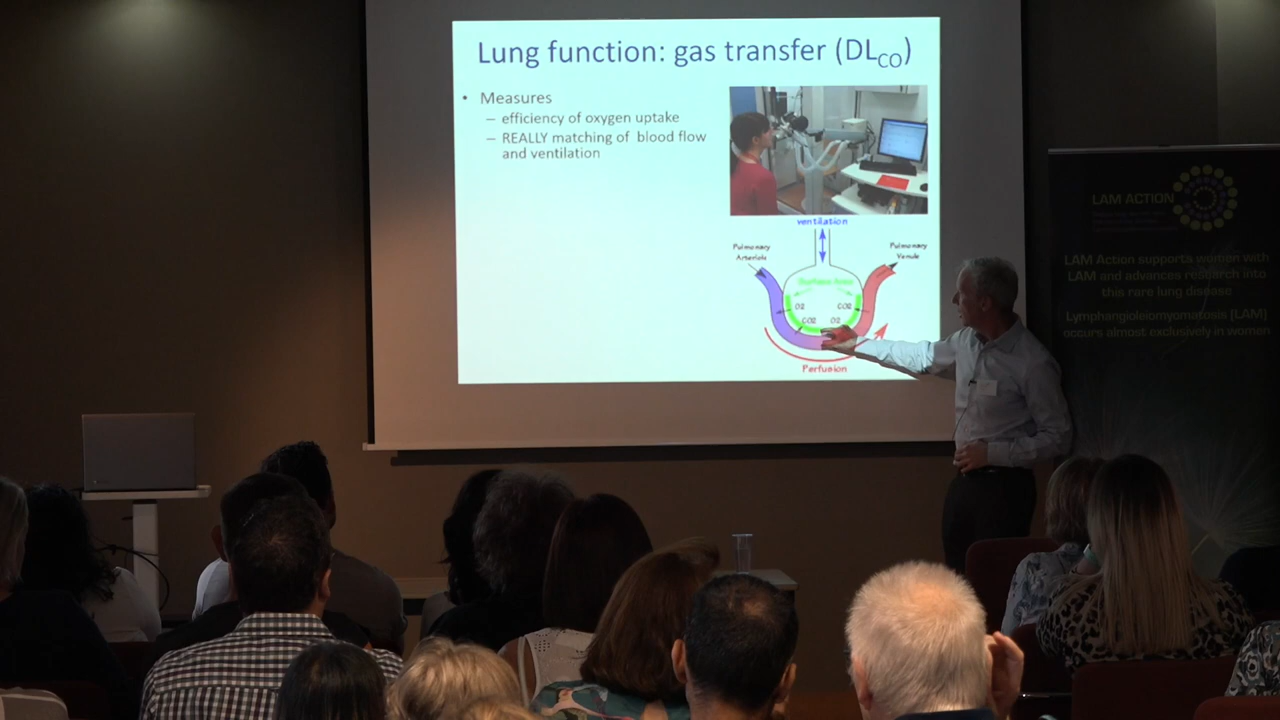 Lung function: gas transfer (DLCO)
• Measures
– efficiency of oxygen uptake
– REALLY matching of blood flow
and ventilation
ventilation
Pulmonary
Arteriole
Pulmonary
Venule
Surface Area
O2
CO2
CO2
O2
Perfusion
LAM ACTION
LAM Action supports women with
LAM and advances research into
this rare lung disease
Lymphangioleiomyomatosis (LAM)
occurs almost exclusively in women